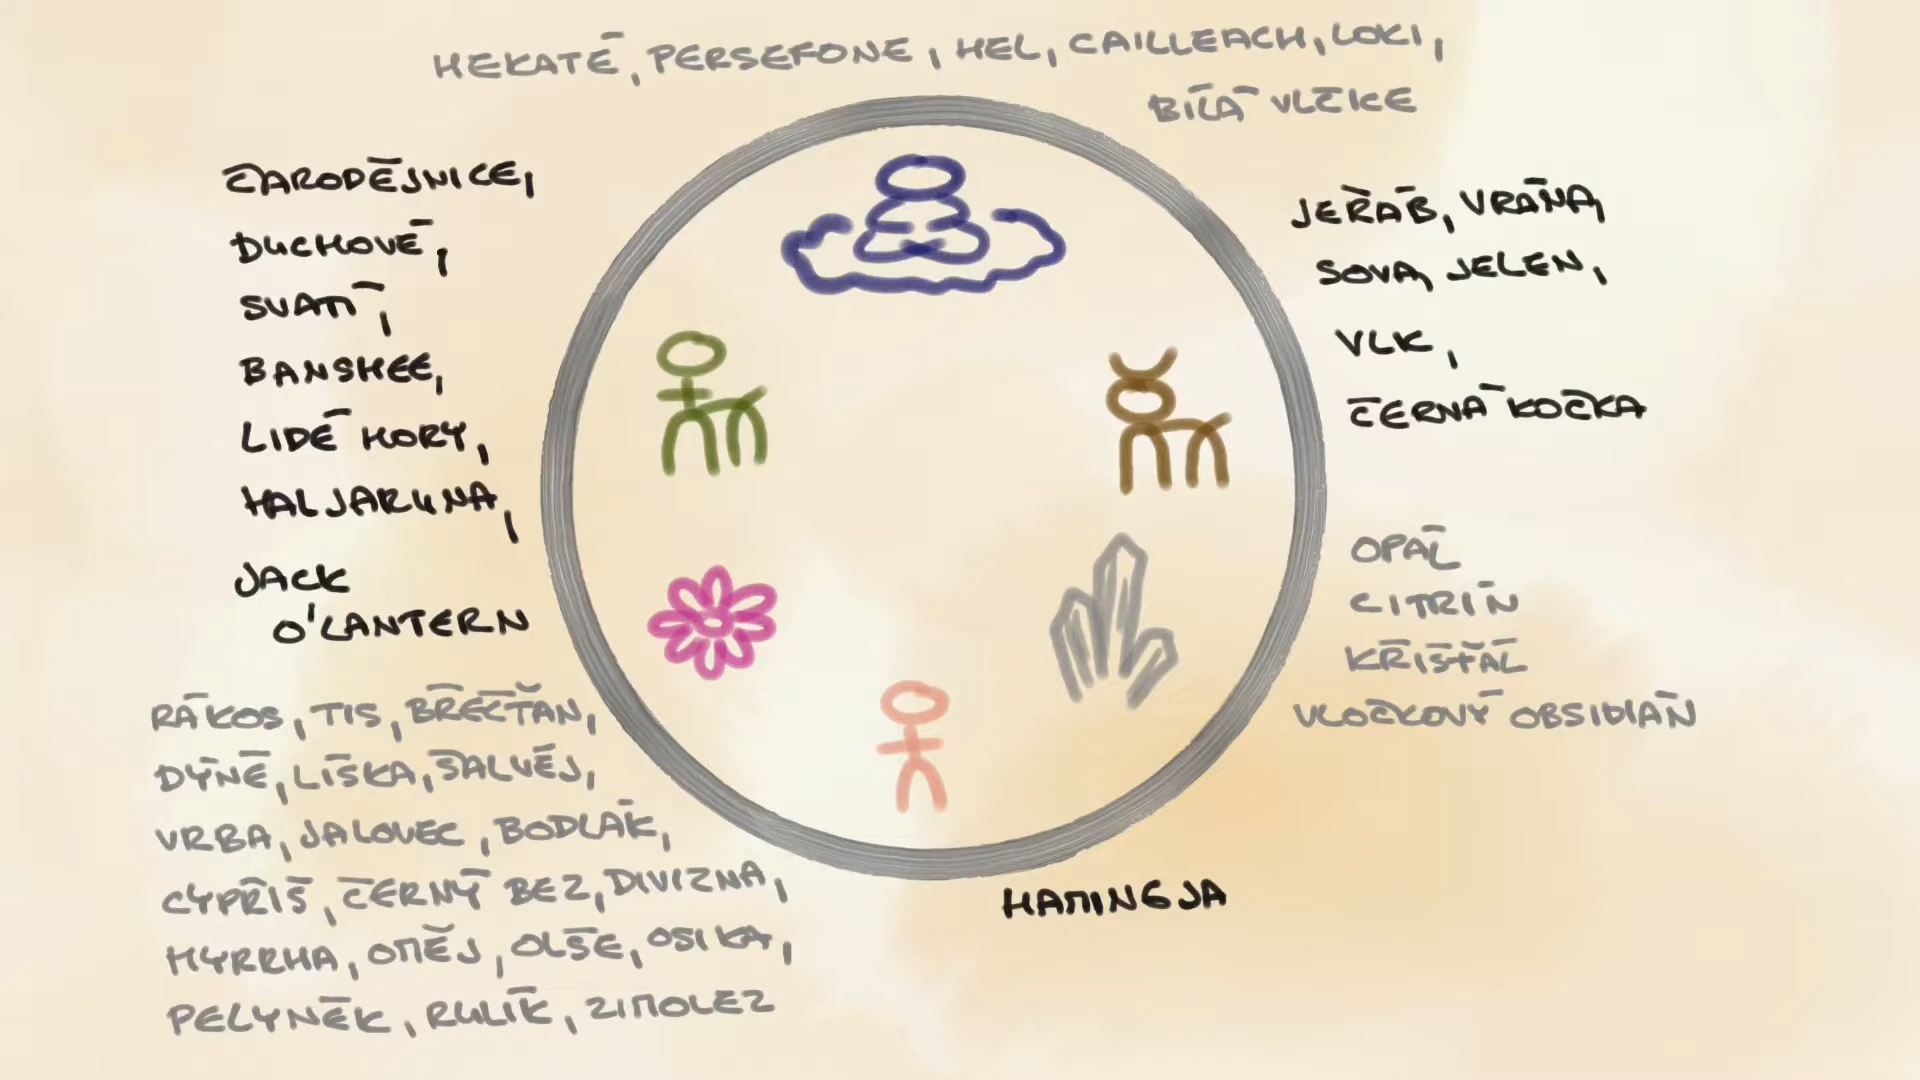 HEKATÉ, PERSEFONE, HEL, CAILLEACH, LOKI,
BÍLÁ VLČICE
ČARODĚJNICE,
DUCHOVÉ,
SVATÍ,
BANSHEE,
LIDÉ HORY,
HALJARUNA,
JACK
O'LANTERN
JEŘÁB, VRÁNA,
SOVA, JELEN,
VLK,
ČERNÁ KOČKA
OPÁL
CITRÍN
KŘIŠŤÁL
VLOČKOVÝ OBSIDIÁN
RÁKOS, TIS, BŘEČŤAN,
DÝNĚ, LÍSKA, ŠALVĚJ,
VRBA, JALOVEC, BODLÁK,
CYPŘIŠ, ČERNÝ BEZ, DIVIZNA,
MYRRHA, OMĚJ, OLŠE, OSIKA,
PELYNĚK, RULÍK, ZIMOLEZ
HAMINGJA